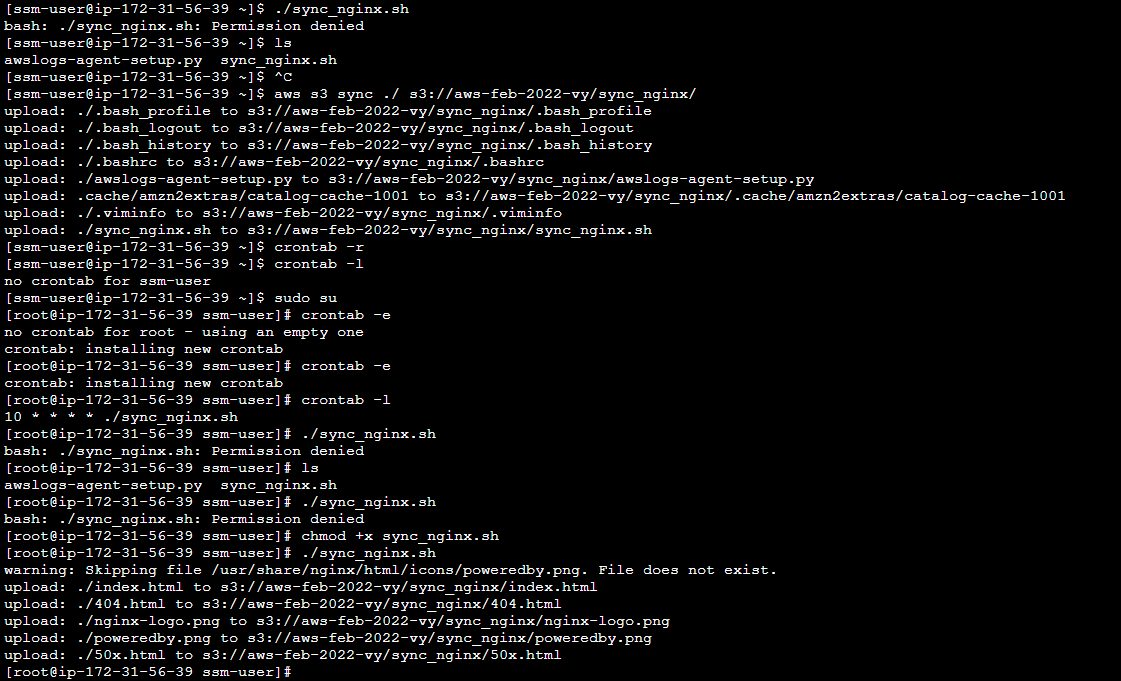 [ssm-user@ip-172-31-56-39 ~]$ ./sync_nginx.sh
bash: ./sync_nginx.sh: Permission denied
[ssm-user@ip-172-31-56-39 ~]$ ls
awslogs-agent-setup.py  sync_nginx.sh
[ssm-user@ip-172-31-56-39 ~]$ ^C
[ssm-user@ip-172-31-56-39 ~]$ aws s3 sync ./ s3://aws-feb-2022-vy/sync_nginx/
upload: ./.bash_profile to s3://aws-feb-2022-vy/sync_nginx/.bash_profile
upload: ./.bash_logout to s3://aws-feb-2022-vy/sync_nginx/.bash_logout
upload: ./.bash_history to s3://aws-feb-2022-vy/sync_nginx/.bash_history
upload: ./.bashrc to s3://aws-feb-2022-vy/sync_nginx/.bashrc
upload: ./awslogs-agent-setup.py to s3://aws-feb-2022-vy/sync_nginx/awslogs-agent-setup.py
upload: .cache/amzn2extras/catalog-cache-1001 to s3://aws-feb-2022-vy/sync_nginx/.cache/amzn2extras/catalog-cache-1001
upload: ./.viminfo to s3://aws-feb-2022-vy/sync_nginx/.viminfo
upload: ./sync_nginx.sh to s3://aws-feb-2022-vy/sync_nginx/sync_nginx.sh
[ssm-user@ip-172-31-56-39 ~]$ crontab -r
[ssm-user@ip-172-31-56-39 ~]$ crontab -l
no crontab for ssm-user
[ssm-user@ip-172-31-56-39 ~]$ sudo su
[root@ip-172-31-56-39 ssm-user]# crontab -e
no crontab for root - using an empty one
crontab: installing new crontab
[root@ip-172-31-56-39 ssm-user]# crontab -e
crontab: installing new crontab
[root@ip-172-31-56-39 ssm-user]# crontab -l
10 * * * * ./sync_nginx.sh
[root@ip-172-31-56-39 ssm-user]# ./sync_nginx.sh
bash: ./sync_nginx.sh: Permission denied
[root@ip-172-31-56-39 ssm-user]# ls
awslogs-agent-setup.py  sync_nginx.sh
[root@ip-172-31-56-39 ssm-user]# ./sync_nginx.sh
bash: ./sync_nginx.sh: Permission denied
[root@ip-172-31-56-39 ssm-user]# chmod +x sync_nginx.sh
[root@ip-172-31-56-39 ssm-user]# ./sync_nginx.sh
warning: Skipping file /usr/share/nginx/html/icons/poweredby.png. File does not exist.
upload: ./index.html to s3://aws-feb-2022-vy/sync_nginx/index.html
upload: ./404.html to s3://aws-feb-2022-vy/sync_nginx/404.html
upload: ./nginx-logo.png to s3://aws-feb-2022-vy/sync_nginx/nginx-logo.png
upload: ./poweredby.png to s3://aws-feb-2022-vy/sync_nginx/poweredby.png
upload: ./50x.html to s3://aws-feb-2022-vy/sync_nginx/50x.html
[root@ip-172-31-56-39 ssm-user]#